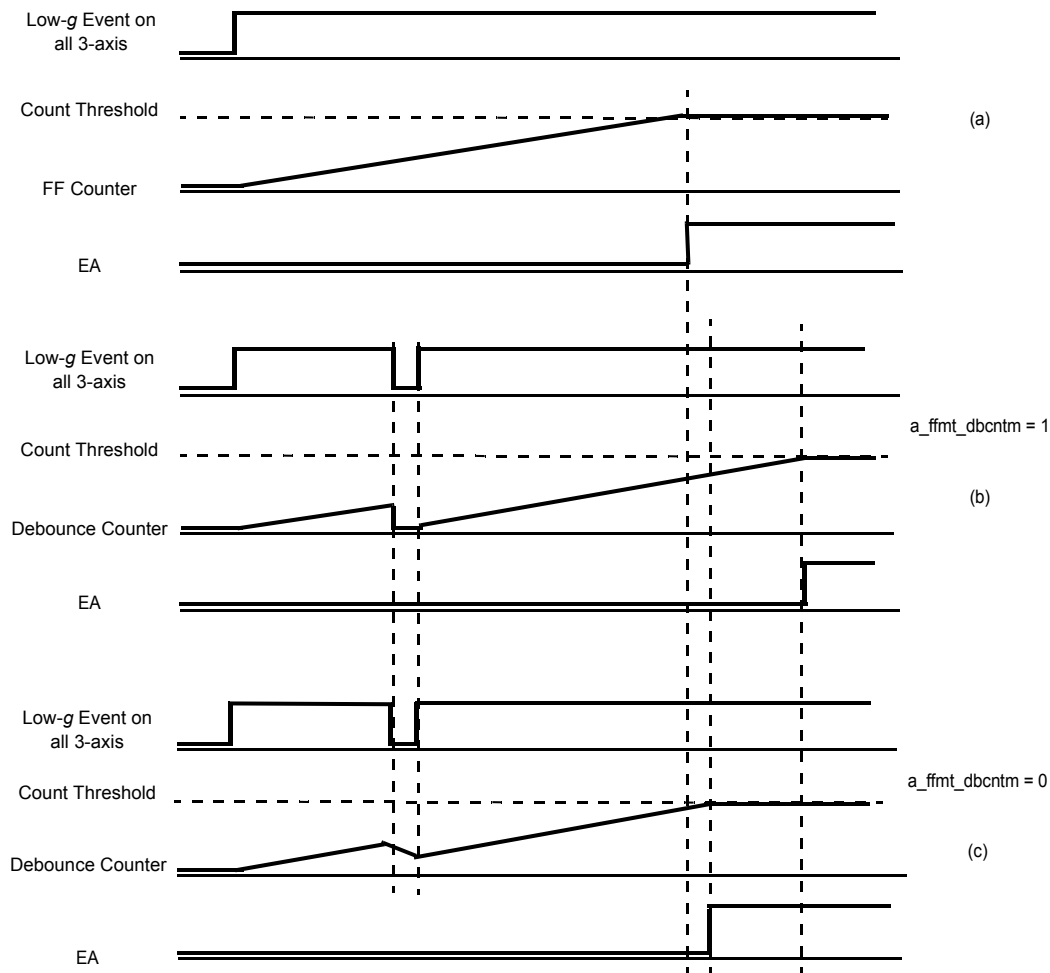 Low-g Event on
all 3-axis
Count Threshold
(a)
FF Counter
EA
Low-g Event on
all 3-axis
a_ffmt_dbcntm = 1
Count Threshold
(b)
Debounce Counter
EA
Low-g Event on
all 3-axis
a_ffmt_dbcntm = 0
Count Threshold
(c)
Debounce Counter
EA